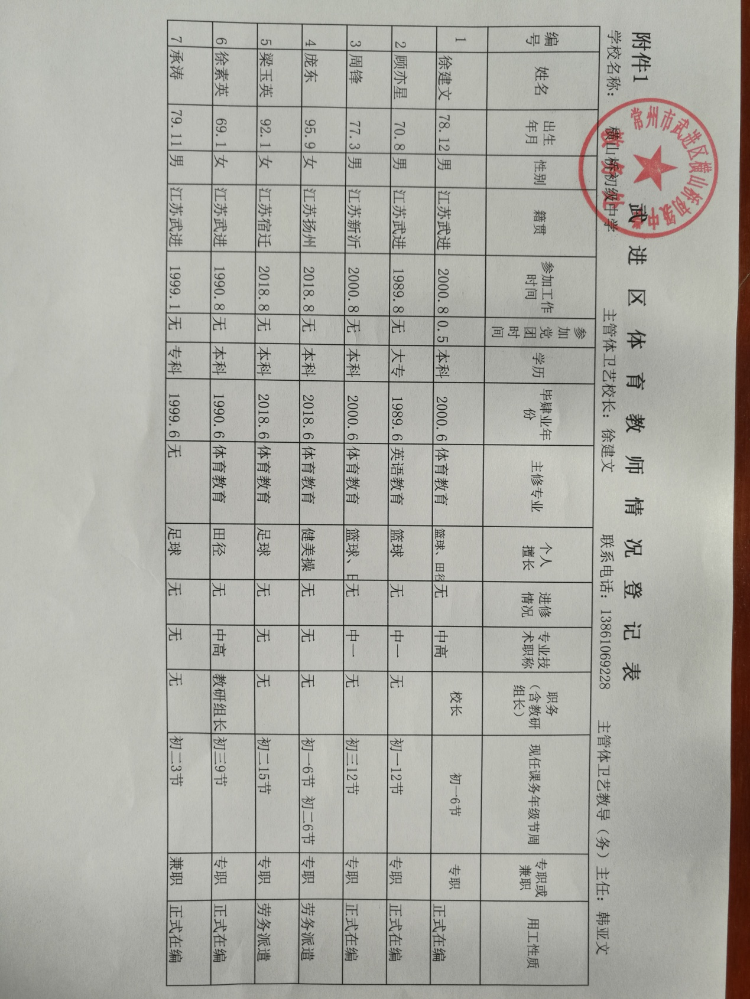 附件1
武进区体育教师情况登记表
学校名称： 横山桥初级中学 主管体卫艺校长：徐建文 联系电话：13861069228 主管体卫艺教导（务）主任：韩亚文
常州市武进区横山桥初级中学
教务处
编号 姓名 出生年月 性别 籍贯 参加工作时间 参加党团时间 学历 毕肄业年份 主修专业 个人擅长 进修情况 专业技术职称 职务（含教研组长） 现任课务年级节周 专职或兼职 用工性质
1 徐建文 78.12 男 江苏武进 2000.8 0.5 本科 2000.6 体育教育 篮球、田径 无 中高 校长 初一6节 专职 正式在编
2 顾亦星 70.8 男 江苏武进 1989.8 无 大专 1989.6 英语教育 篮球 无 中一 无 初一12节 专职 正式在编
3 周锋 77.3 男 江苏新沂 2000.8 无 本科 2000.6 体育教育 篮球、 无 中一 无 初三12节 专职 正式在编
4 庞东 95.9 女 江苏扬州 2018.8 无 本科 2018.6 体育教育 健美操 无 无 无 初一6节 初二6节 专职 劳务派遣
5 梁玉英 92.1 女 江苏宿迁 2018.8 无 本科 2018.6 体育教育 足球 无 无 无 初二15节 专职 劳务派遣
6 徐素英 69.1 女 江苏武进 1990.8 无 本科 1990.6 体育教育 田径 无 中高 教研组长 初三9节 专职 正式在编
7 承涛 79.11 男 江苏武进 1999.1 无 专科 1999.6 无 足球 无 无 无 初二3节 兼职 正式在编